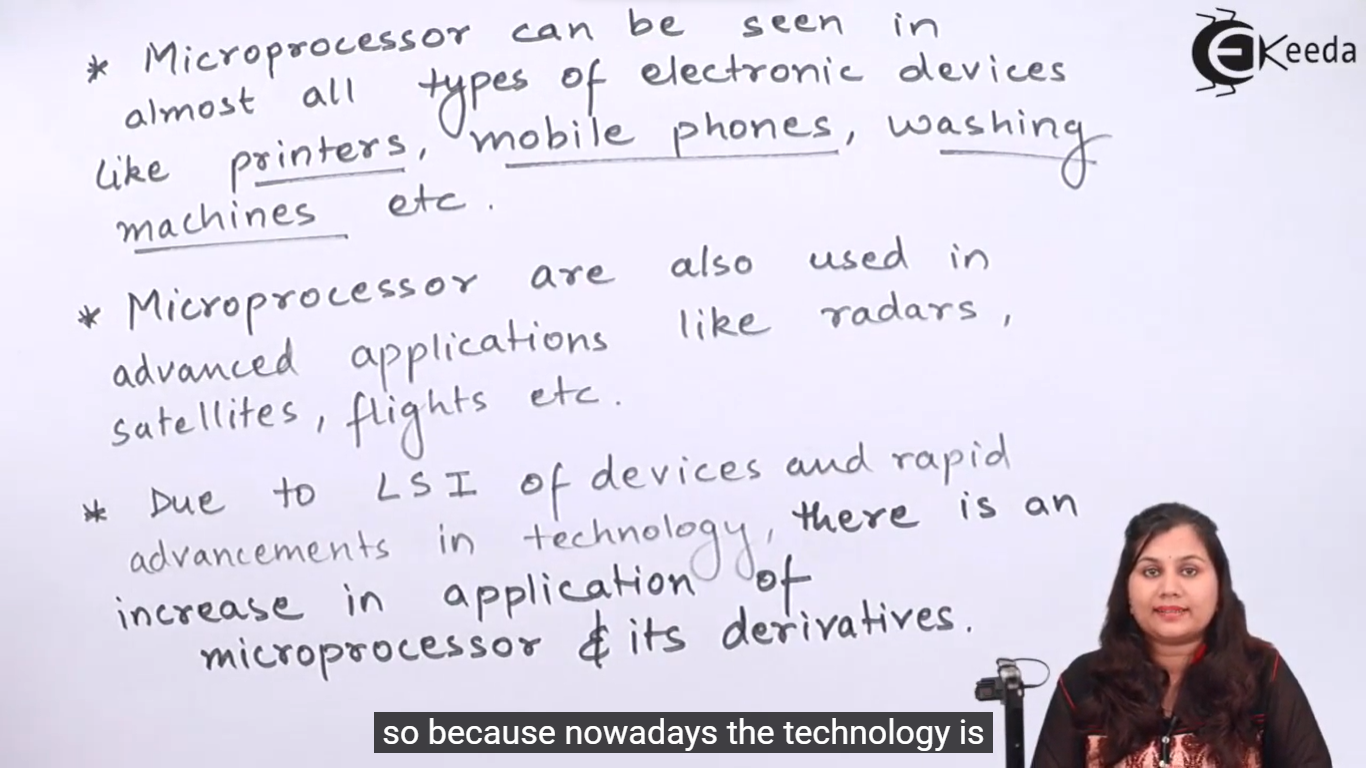 * Microprocessor can be seen in
almost all types of electronic devices
like printers, mobile phones, washing
machines etc.
* Microprocessor are also used in
advanced applications like radars,
satellites, flights etc.
* Due to LSI of devices and rapid
advancements in technology, there is an
increase in application of
microprocessor & its derivatives.
EKeeda
so because nowadays the technology is